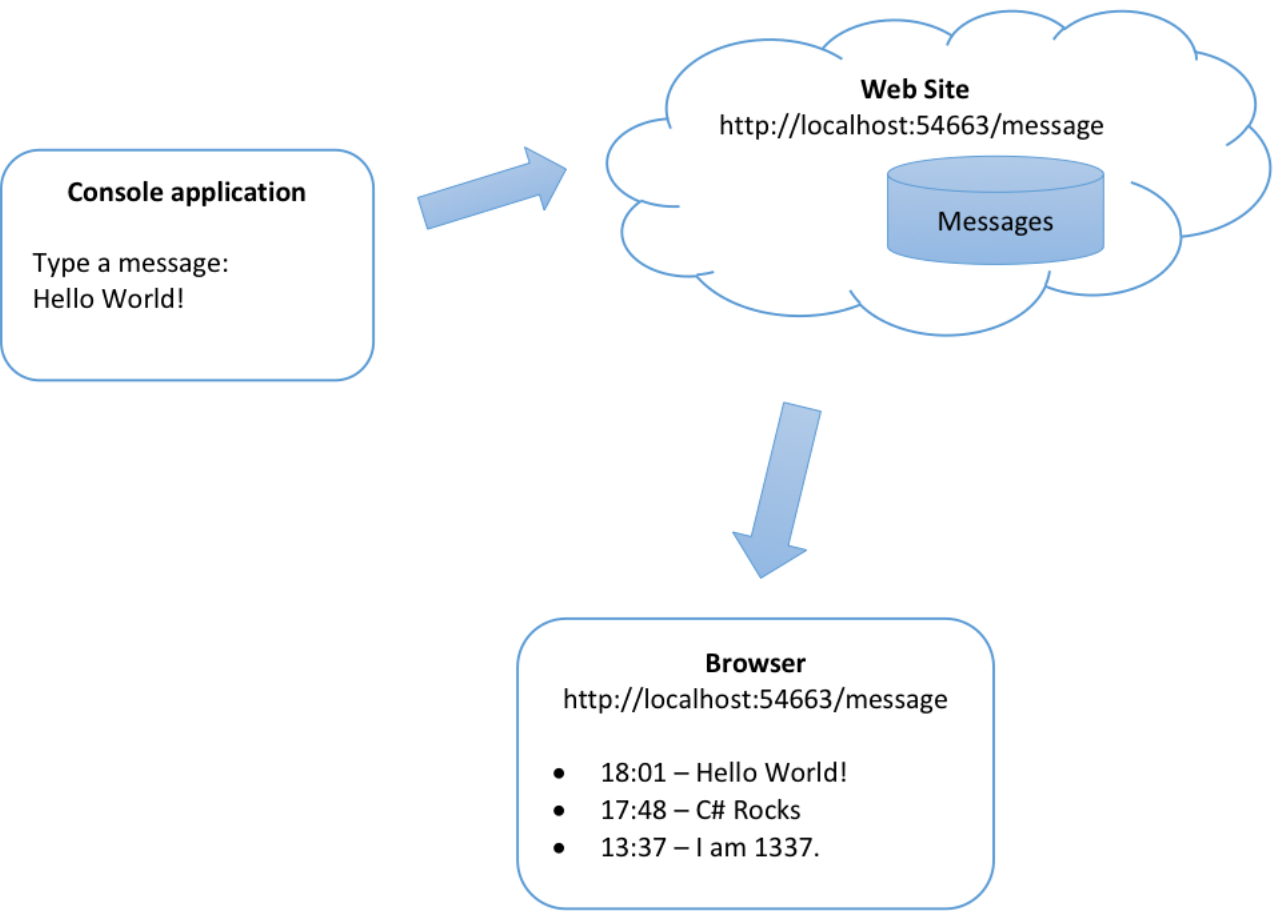 Web Site
http://localhost:54663/message
Messages
Console application
Type a message:
Hello World!
Browser
http://localhost:54663/message
• 18:01 – Hello World!
• 17:48 – C# Rocks
• 13:37 – I am 1337.